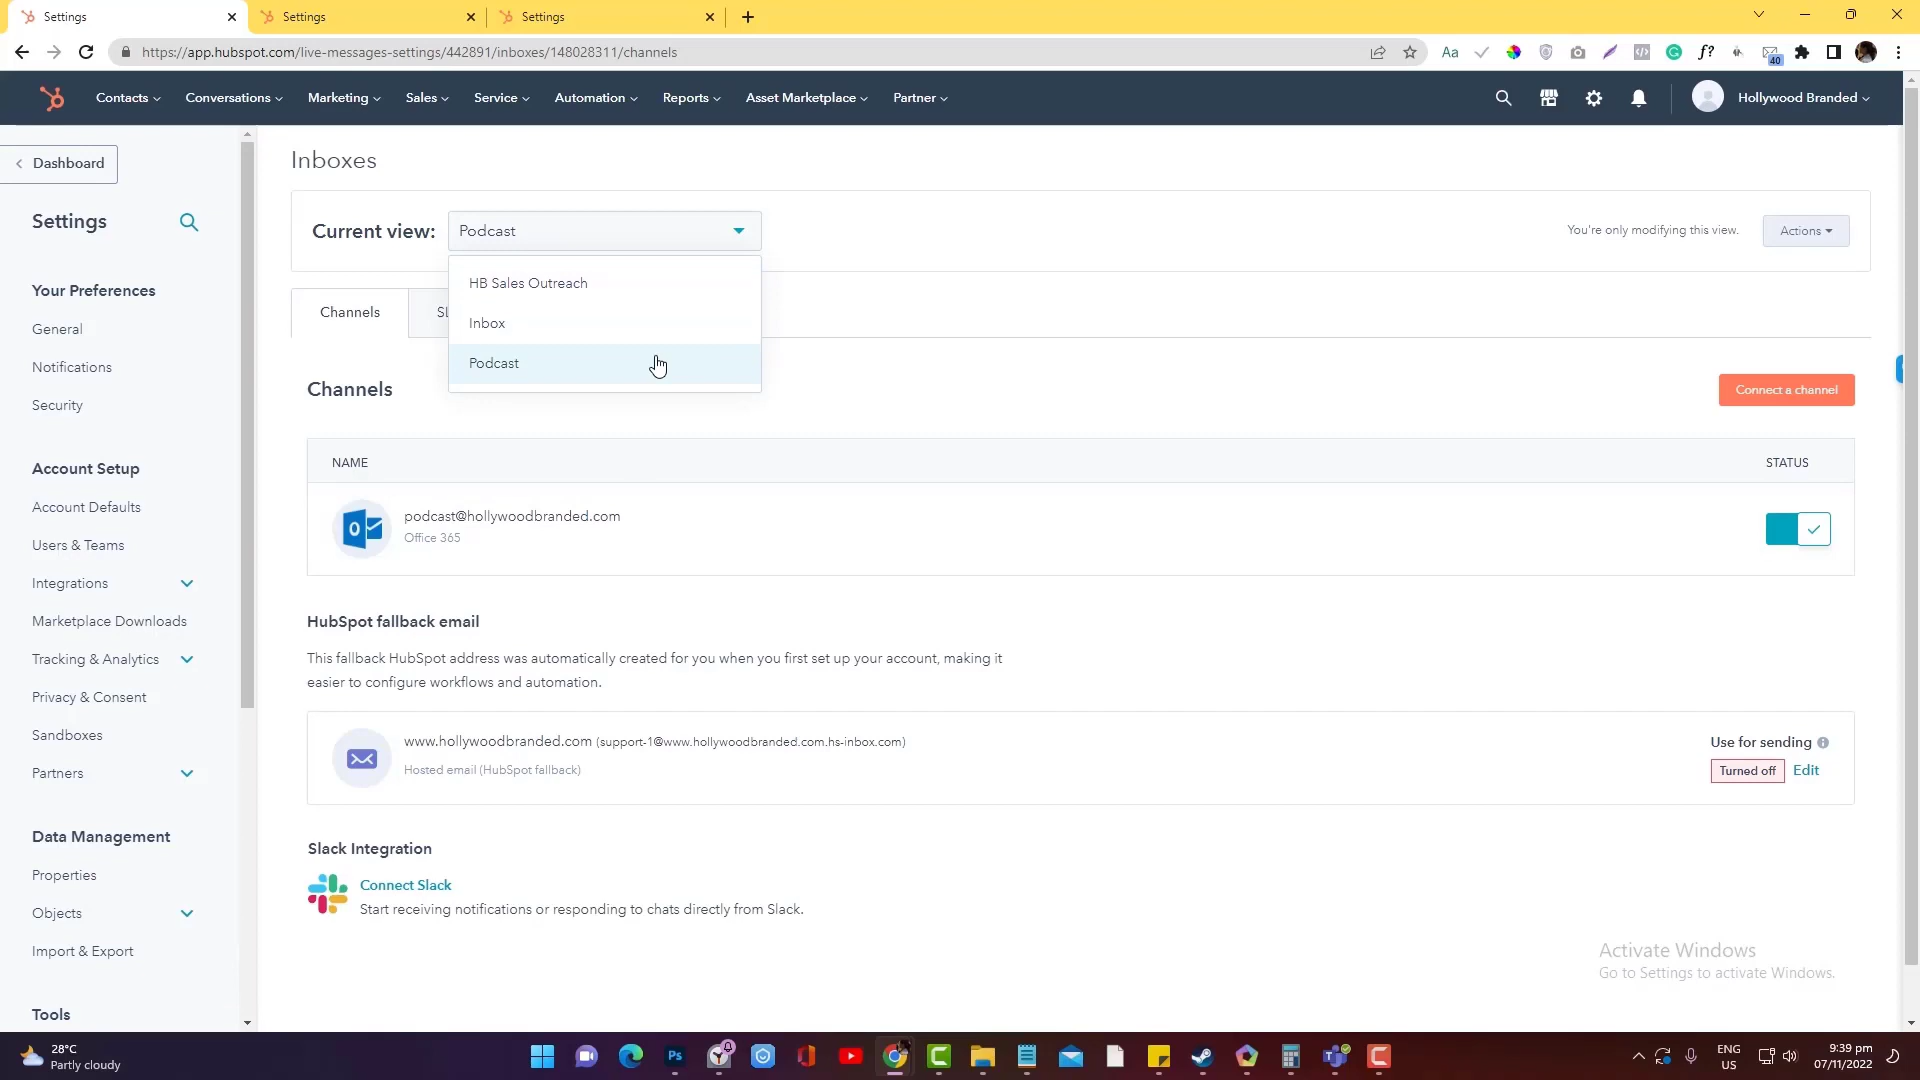 Settings
Settings
Settings
https://app.hubspot.com/live-messages-settings/442891/inboxes/148028311/channels
Aa
f?
40
Contacts
Conversations
Marketing
Sales
Service
Automation
Reports
Asset Marketplace
Partner
Hollywood Branded
Dashboard
Settings
Your Preferences
General
Notifications
Security
Account Setup
Account Defaults
Users & Teams
Integrations
Marketplace Downloads
Tracking & Analytics
Privacy & Consent
Sandboxes
Partners
Data Management
Properties
Objects
Import & Export
Tools
Inboxes
Current view:
Podcast
You're only modifying this view.
Actions
HB Sales Outreach
Inbox
Podcast
Channels
SL
Channels
Connect a channel
NAME
STATUS
podcast@hollywoodbranded.com
Office 365
HubSpot fallback email
This fallback HubSpot address was automatically created for you when you first set up your account, making it
easier to configure workflows and automation.
www.hollywoodbranded.com (support-1@www.hollywoodbranded.com.hs-inbox.com)
Hosted email (HubSpot fallback)
Use for sending
Turned off Edit
Slack Integration
Connect Slack
Start receiving notifications or responding to chats directly from Slack.
Activate Windows
Go to Settings to activate Windows.
28°C
Partly cloudy
Ps
ENG
US
9:39 pm
07/11/2022